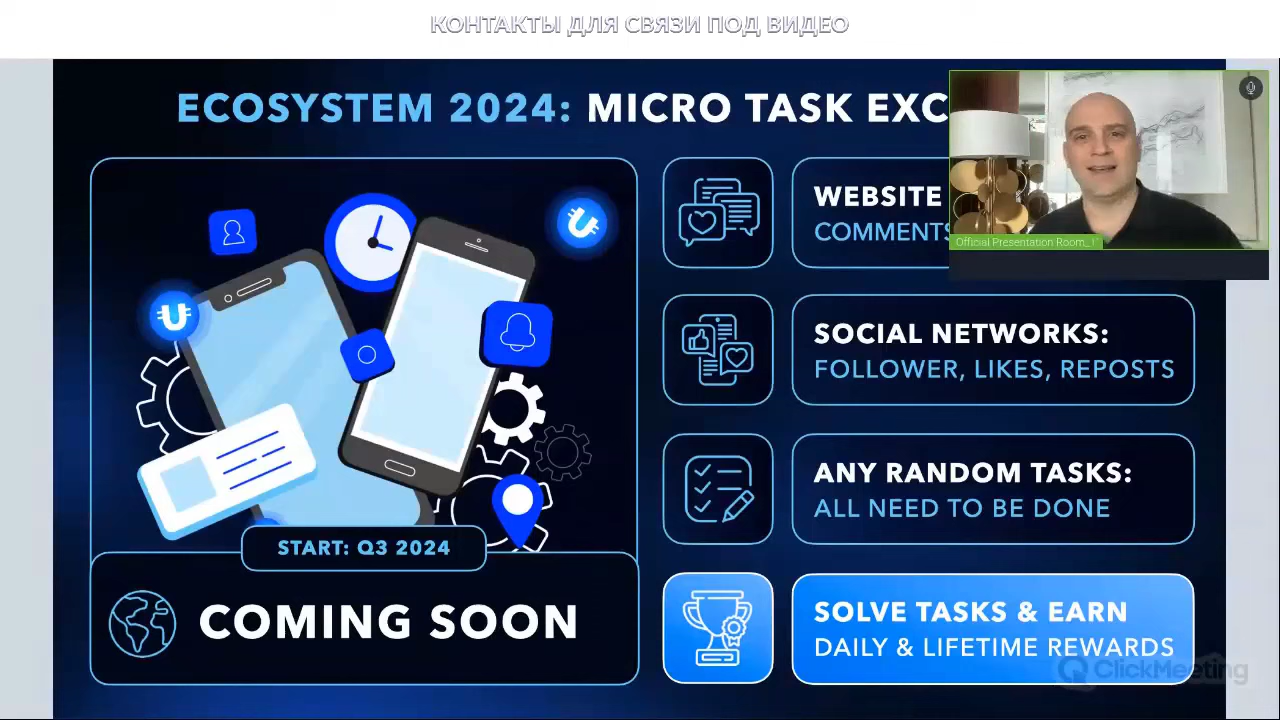 КОНТАКТЫ ДЛЯ СВЯЗИ ПОД ВИДЕО
ECOSYSTEM 2024: MICRO TASK EXC
WEBSITE
COMMENTS
Official Presentation Room_
SOCIAL NETWORKS:
FOLLOWER, LIKES, REPOSTS
ANY RANDOM TASKS:
ALL NEED TO BE DONE
START: Q3 2024
COMING SOON
SOLVE TASKS & EARN
DAILY & LIFETIME REWARDS
ClickMeeting